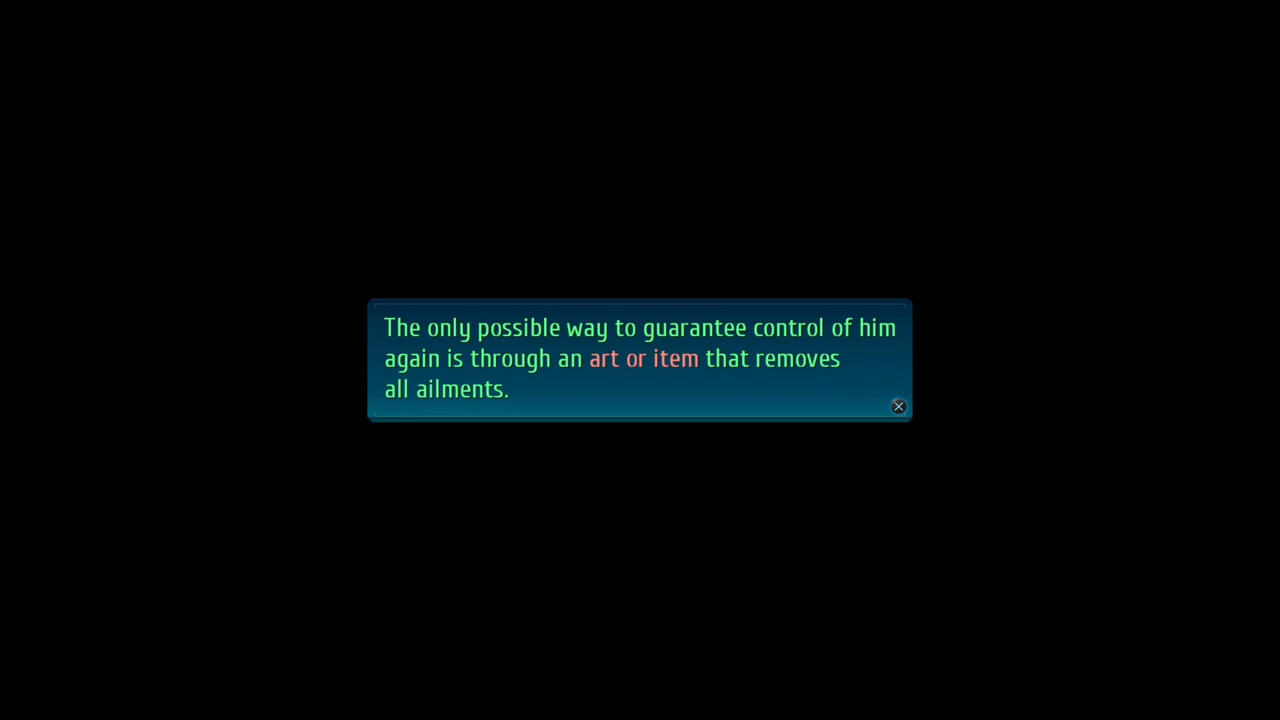 The only possible way to guarantee control of him
again is through an art or item that removes
all ailments.